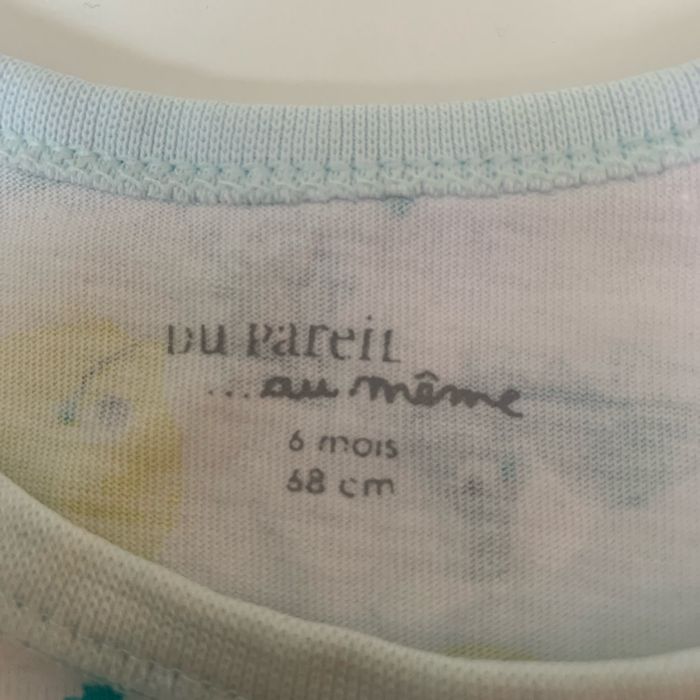 Du Pareil
...au même
6 mois
68 cm